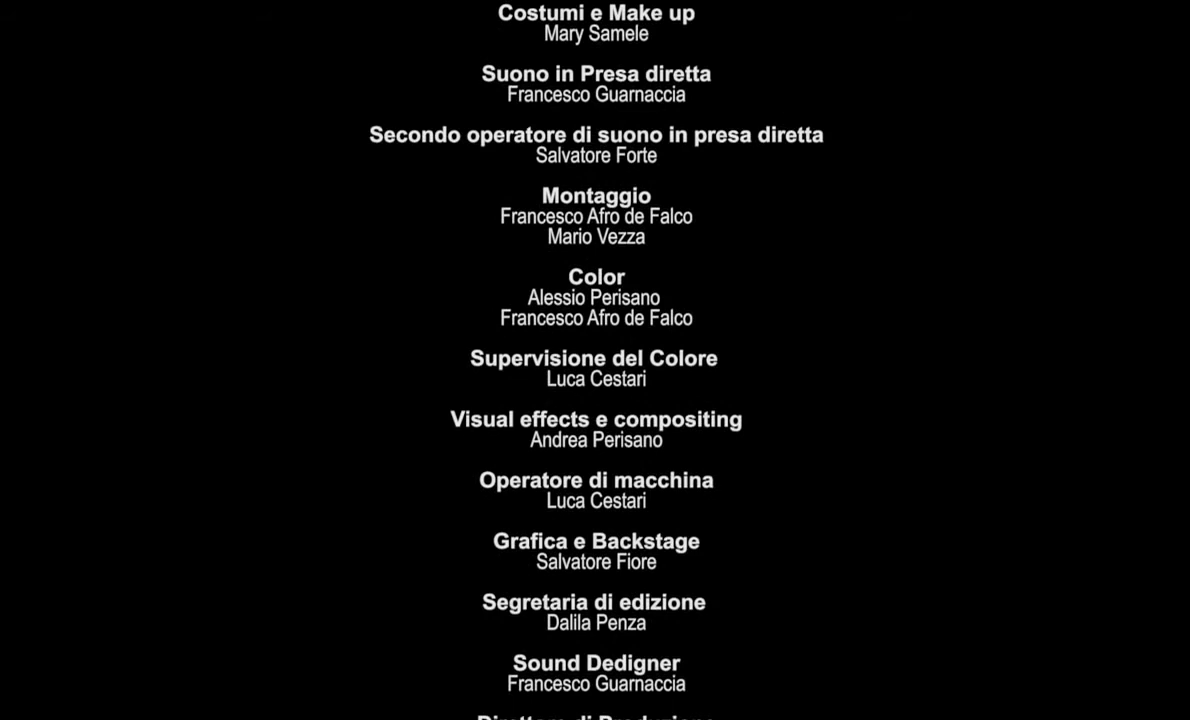 Costumi e Make up
Mary Samele
Suono in Presa diretta
Francesco Guarnaccia
Secondo operatore di suono in presa diretta
Salvatore Forte
Montaggio
Francesco Afro de Falco
Mario Vezza
Color
Alessio Perisano
Francesco Afro de Falco
Supervisione del Colore
Luca Cestari
Visual effects e compositing
Andrea Perisano
Operatore di macchina
Luca Cestari
Grafica e Backstage
Salvatore Fiore
Segretaria di edizione
Dalila Penza
Sound Dedigner
Francesco Guarnaccia
Direttore di Produzione